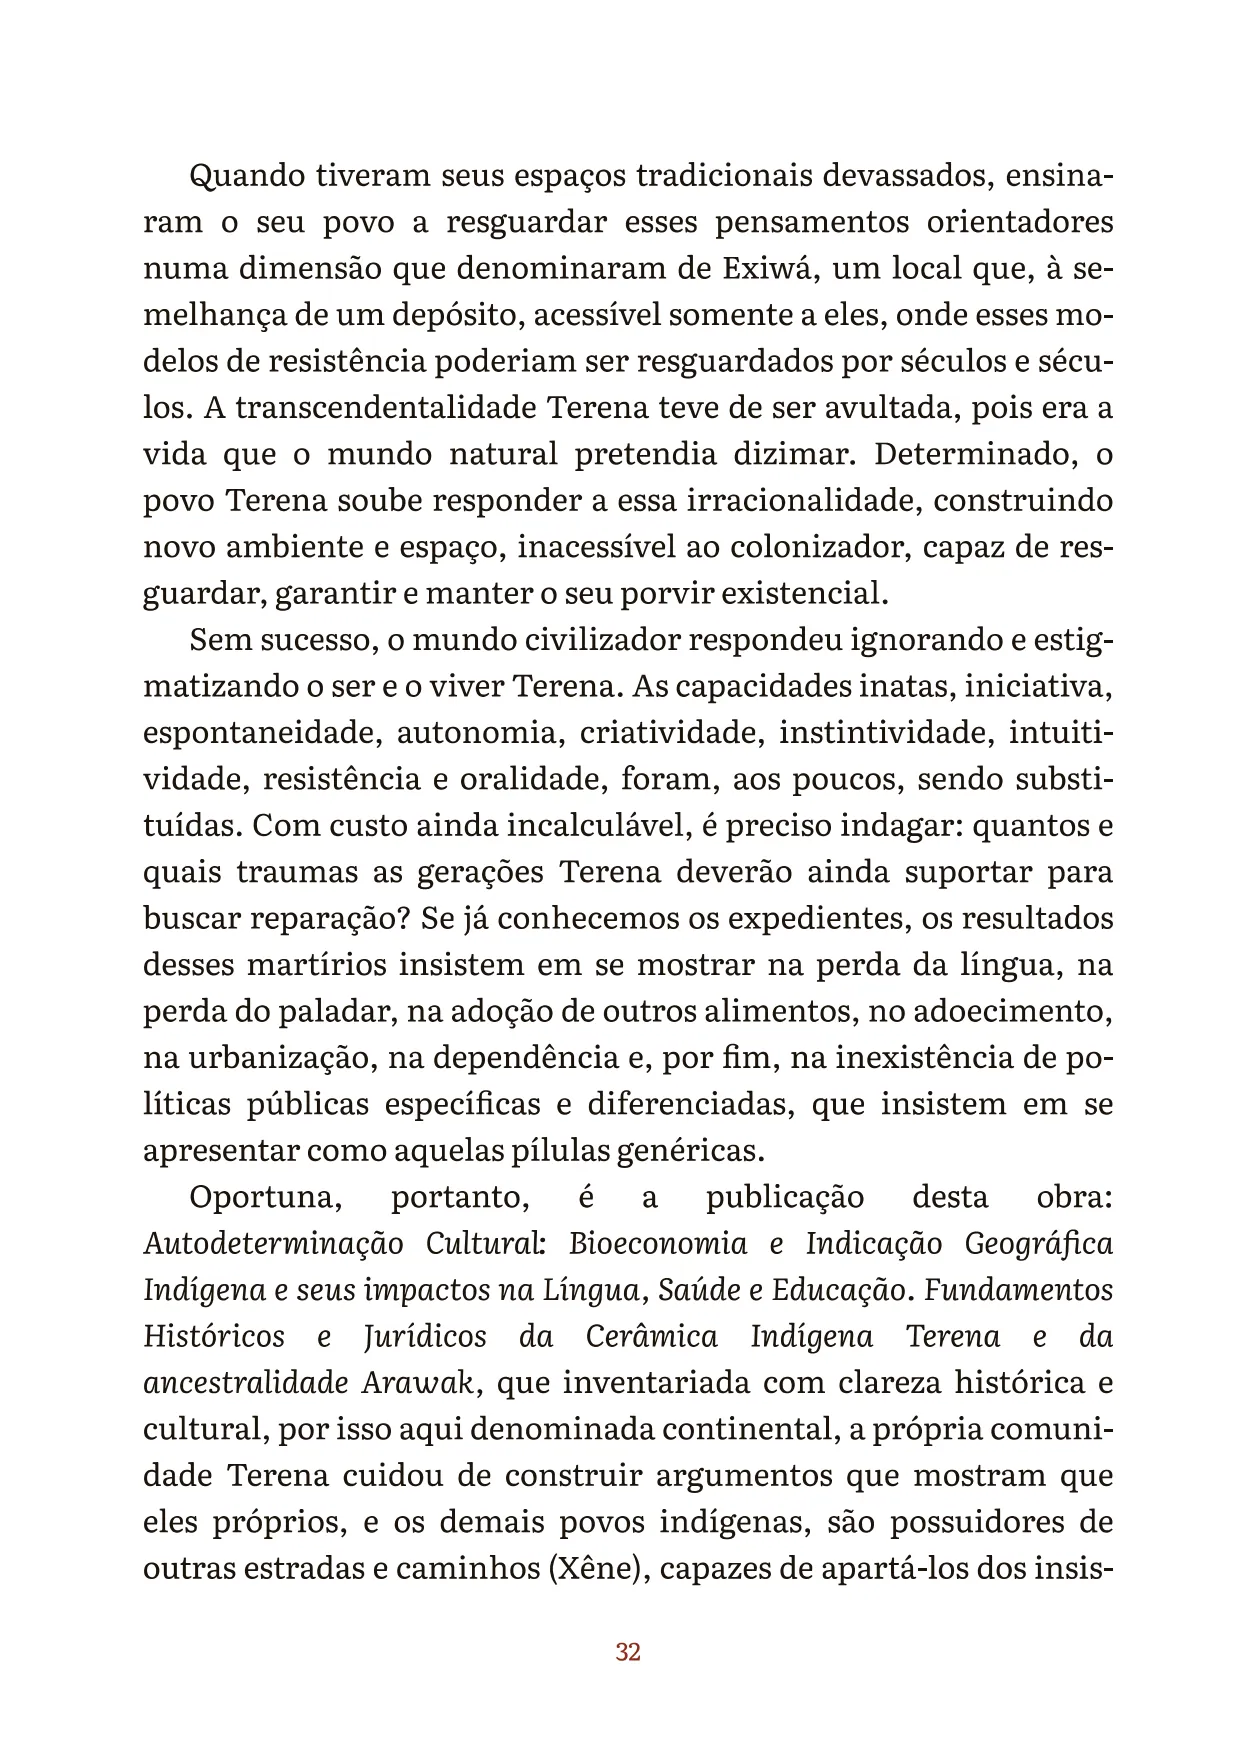 Quando tiveram seus espaços tradicionais devassados, ensina-
ram o seu povo a resguardar esses pensamentos orientadores
numa dimensão que denominaram de Exiwá, um local que, à se-
melhança de um depósito, acessível somente a eles, onde esses mo-
delos de resistência poderiam ser resguardados por séculos e sécu-
los. A transcendentalidade Terena teve de ser avultada, pois era a
vida que o mundo natural pretendia dizimar. Determinado, o
povo Terena soube responder a essa irracionalidade, construindo
novo ambiente e espaço, inacessível ao colonizador, capaz de res-
guardar, garantir e manter o seu porvir existencial.
Sem sucesso, o mundo civilizador respondeu ignorando e estig-
matizando o ser e o viver Terena. As capacidades inatas, iniciativa,
espontaneidade, autonomia, criatividade, instintividade, intuiti-
vidade, resistência e oralidade, foram, aos poucos, sendo substi-
tuídas. Com custo ainda incalculável, é preciso indagar: quantos e
quais traumas as gerações Terena deverão ainda suportar para
buscar reparação? Se já conhecemos os expedientes, os resultados
desses martírios insistem em se mostrar na perda da língua, na
perda do paladar, na adoção de outros alimentos, no adoecimento,
na urbanização, na dependência e, por fim, na inexistência de po-
líticas públicas específicas e diferenciadas, que insistem em se
apresentar como aquelas pílulas genéricas.
Oportuna, portanto, é a publicação desta obra:
Autodeterminação Cultural: Bioeconomia e Indicação Geográfica
Indígena e seus impactos na Língua, Saúde e Educação. Fundamentos
Históricos e Jurídicos da Cerâmica Indígena Terena e da
ancestralidade Arawak, que inventariada com clareza histórica e
cultural, por isso aqui denominada continental, a própria comuni-
dade Terena cuidou de construir argumentos que mostram que
eles próprios, e os demais povos indígenas, são possuidores de
outras estradas e caminhos (Xêne), capazes de apartá-los dos insis-
32